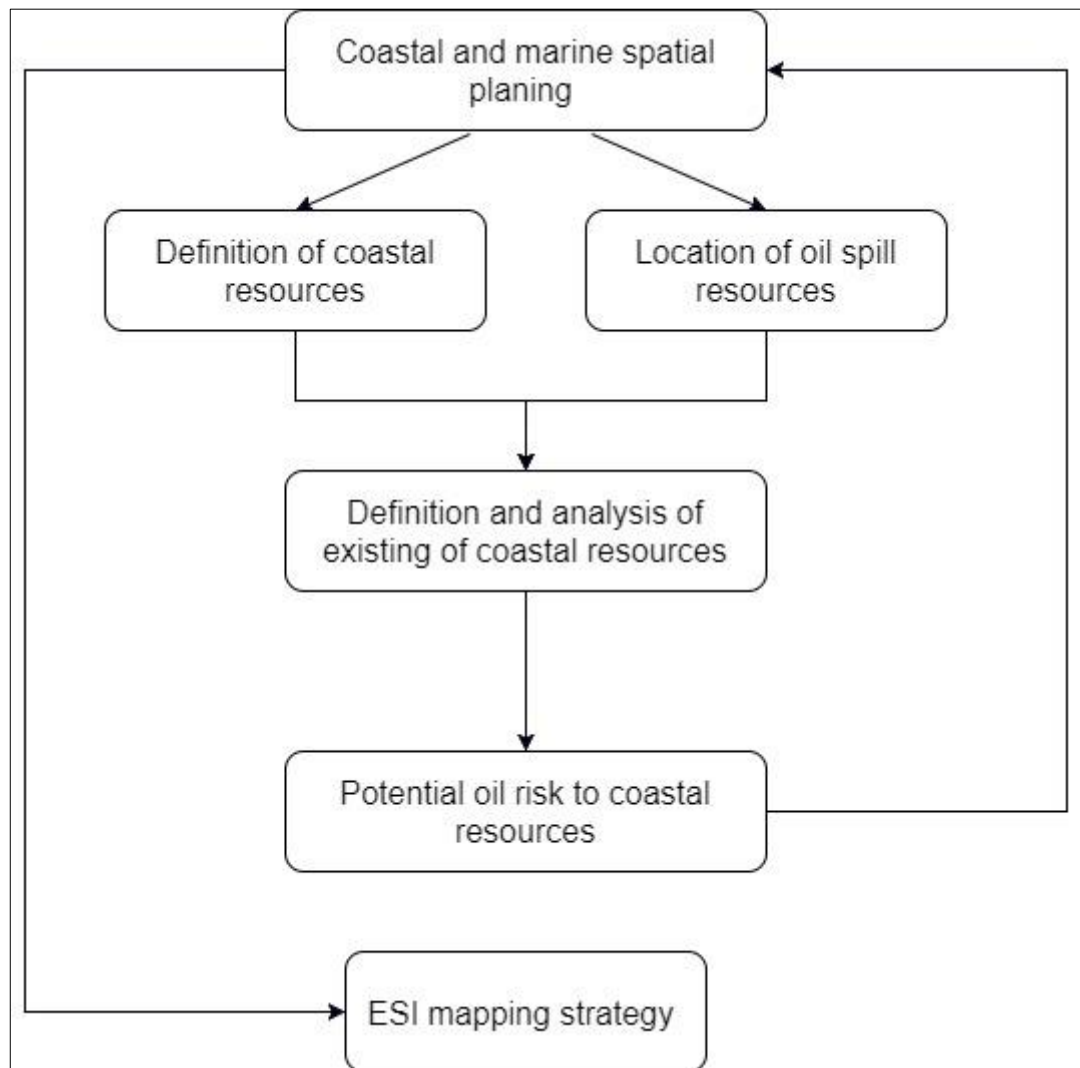 Coastal and marine spatial
planing
Definition of coastal
resources
Location of oil spill
resources
Definition and analysis of
existing of coastal resources
Potential oil risk to coastal
resources
ESI mapping strategy